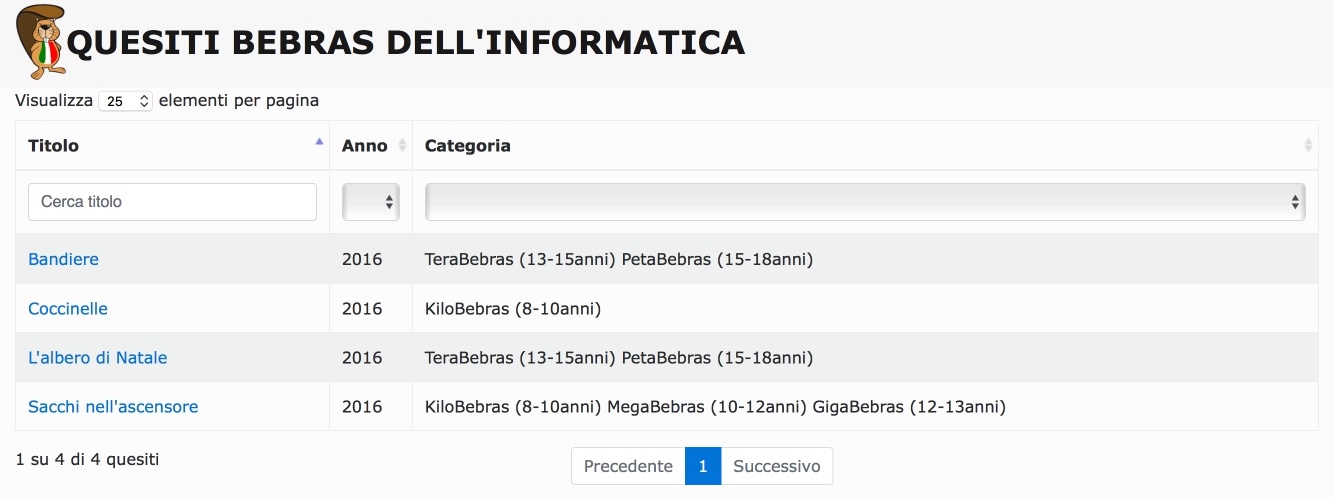 QUESITI BEBRAS DELL'INFORMATICA
Visualizza 25 elementi per pagina
Titolo Anno Categoria
Cerca titolo
Bandiere 2016 TeraBebras (13-15anni) PetaBebras (15-18anni)
Coccinelle 2016 KiloBebras (8-10anni)
L'albero di Natale 2016 TeraBebras (13-15anni) PetaBebras (15-18anni)
Sacchi nell'ascensore 2016 KiloBebras (8-10anni) MegaBebras (10-12anni) GigaBebras (12-13anni)
1 su 4 di 4 quesiti Precedente 1 Successivo